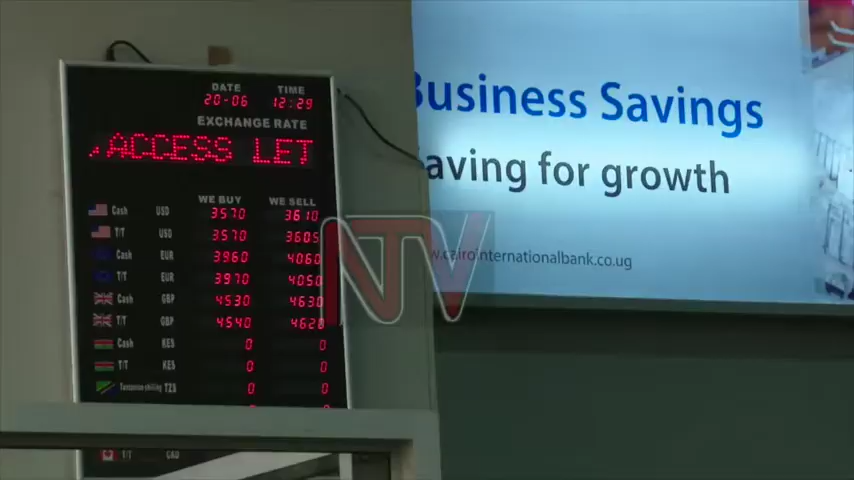 DATE TIME
20-06 12:29
EXCHANGE RATE
ACCESS LET
WE BUY WE SELL
Cash USD 3570 3610
T/T USD 3570 3605
Cash EUR 3960 4060
T/T EUR 3970 4050
Cash GBP 4530 4630
T/T GBP 4540 4620
Cash KES 0 0
T/T KES 0 0
Tanzanian shilling TZS 0 0
T/T CAD
Business Savings
Saving for growth
w.cairointernationalbank.co.ug
NTV